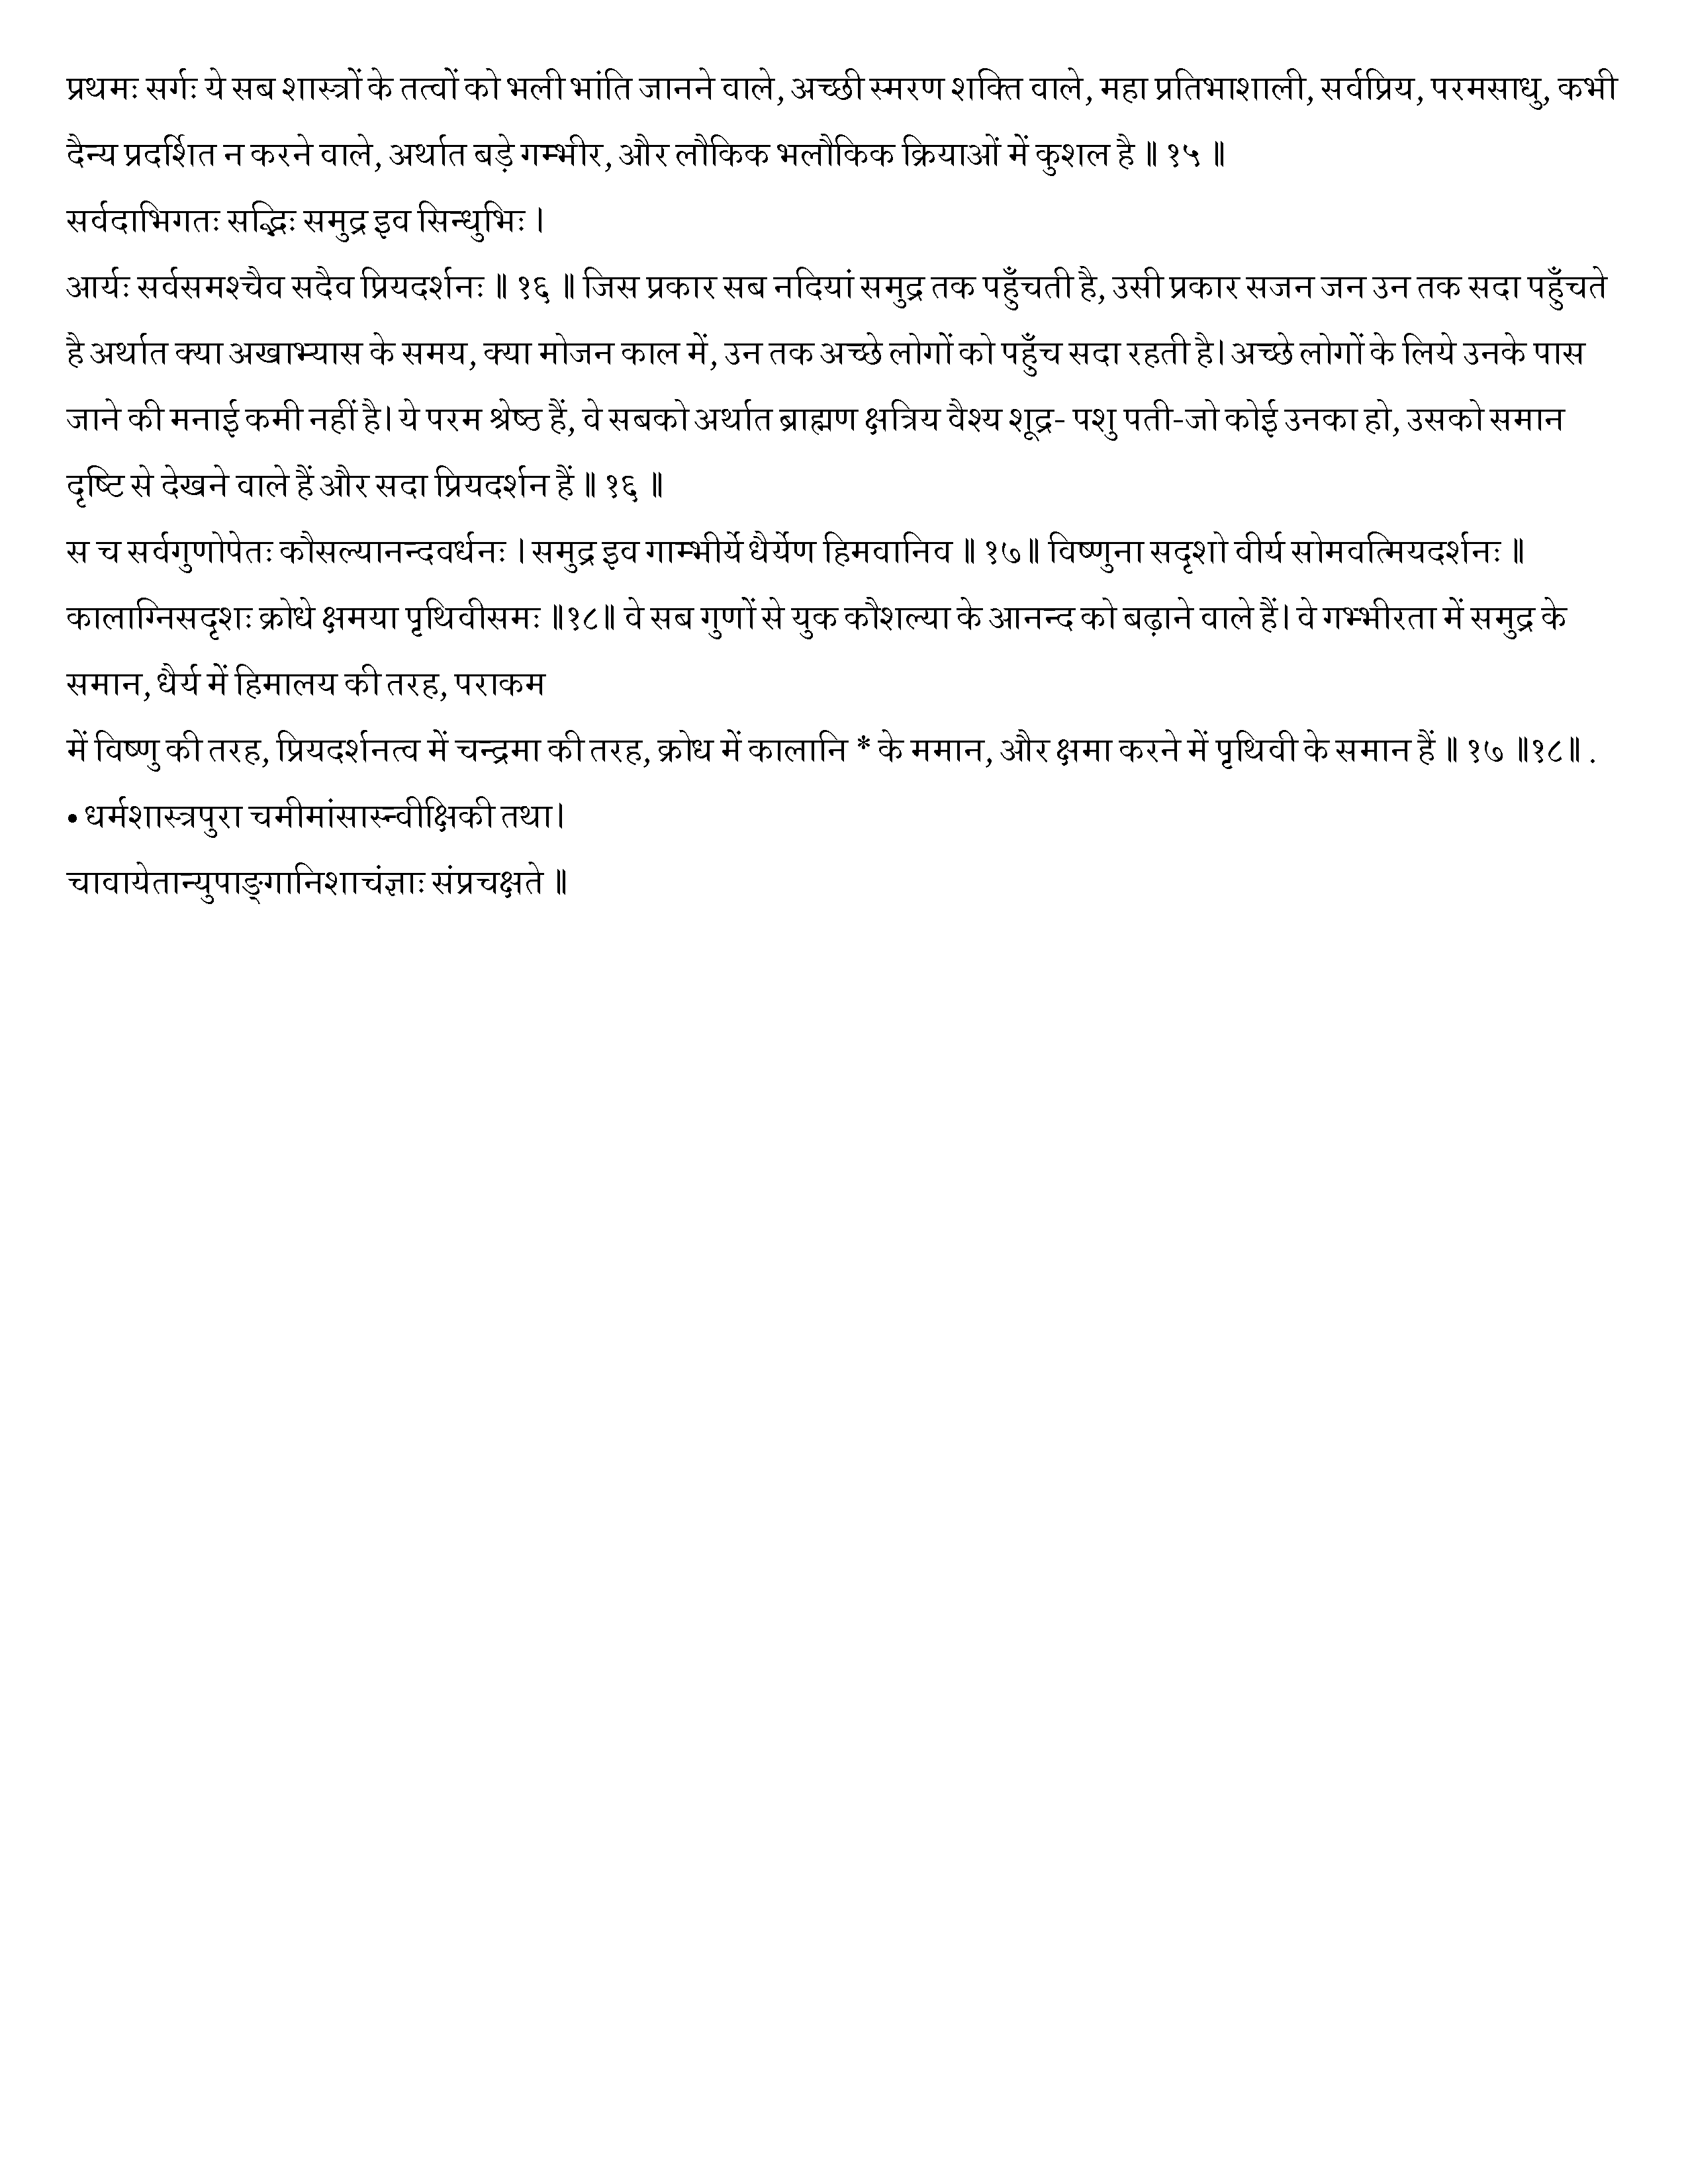 प्रथमः सर्गः ये सब शास्त्रों के तत्वों को भली भांति जानने वाले, अच्छी स्मरण शक्ति वाले, महा प्रतिभाशाली, सर्वप्रिय, परमसाधु, कभी
दैन्य प्रदर्शित न करने वाले, अर्थात बड़े गम्भीर, और लौकिक भलौकिक क्रियाओं में कुशल है ॥ १५ ॥
सर्वदाभिगतः सद्भिः समुद्र इव सिन्धुभिः ।
आर्यः सर्वसमश्चैव सदैव प्रियदर्शनः ॥ १६ ॥ जिस प्रकार सब नदियां समुद्र तक पहुँचती है, उसी प्रकार सजन जन उन तक सदा पहुँचते
है अर्थात क्या अखाभ्यास के समय, क्या मोजन काल में, उन तक अच्छे लोगों को पहुँच सदा रहती है। अच्छे लोगों के लिये उनके पास
जाने की मनाई कमी नहीं है। ये परम श्रेष्ठ हैं, वे सबको अर्थात ब्राह्मण क्षत्रिय वैश्य शूद्र- पशु पती-जो कोई उनका हो, उसको समान
दृष्टि से देखने वाले हैं और सदा प्रियदर्शन हैं ॥ १६ ॥
स च सर्वगुणोपेतः कौसल्यानन्दवर्धनः । समुद्र इव गाम्भीर्ये धैर्येण हिमवानिव ॥ १७॥ विष्णुना सदृशो वीर्य सोमवत्मियदर्शनः ॥
कालाग्निसदृशः क्रोधे क्षमया पृथिवीसमः ॥१८॥ वे सब गुणों से युक कौशल्या के आनन्द को बढ़ाने वाले हैं। वे गभ्भीरता में समुद्र के
समान, धैर्य में हिमालय की तरह, पराकम
में विष्णु की तरह, प्रियदर्शनत्व में चन्द्रमा की तरह, क्रोध में कालानि * के ममान, और क्षमा करने में पृथिवी के समान हैं ॥ १७ ॥१८॥ .
• धर्मशास्त्रपुरा चमीमांसास्न्वीक्षिकी तथा।
चावायेतान्युपाङ्गानिशाचंज्ञाः संप्रचक्षते ॥